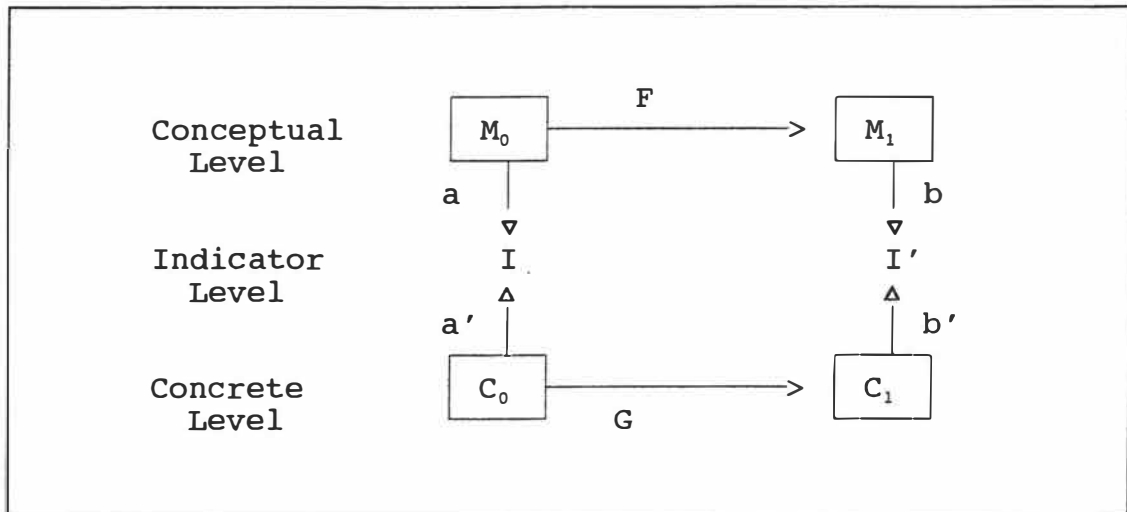 F
Conceptual Level M₀ M₁
a b
Indicator Level I I'
a' b'
Concrete Level C₀ C₁
G